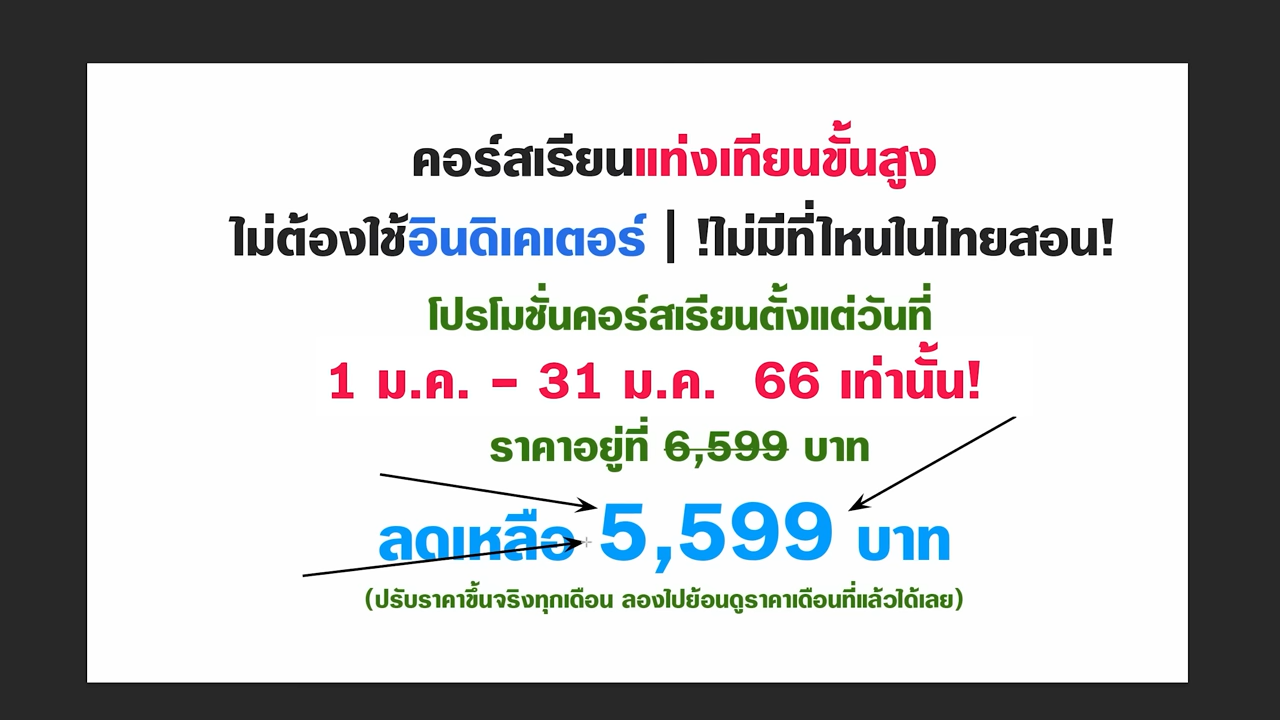 คอร์สเรียนแท่งเทียนขั้นสูง
ไม่ต้องใช้อินดิเคเตอร์ | !ไม่มีที่ไหนในไทยสอน!
โปรโมชั่นคอร์สเรียนตั้งแต่วันที่
1 ม.ค. – 31 ม.ค. 66 เท่านั้น!
ราคาอยู่ที่ 6,599 บาท
ลดเหลือ 5,599 บาท
(ปรับราคาขึ้นจริงทุกเดือน ลองไปย้อนดูราคาเดือนที่แล้วได้เลย)